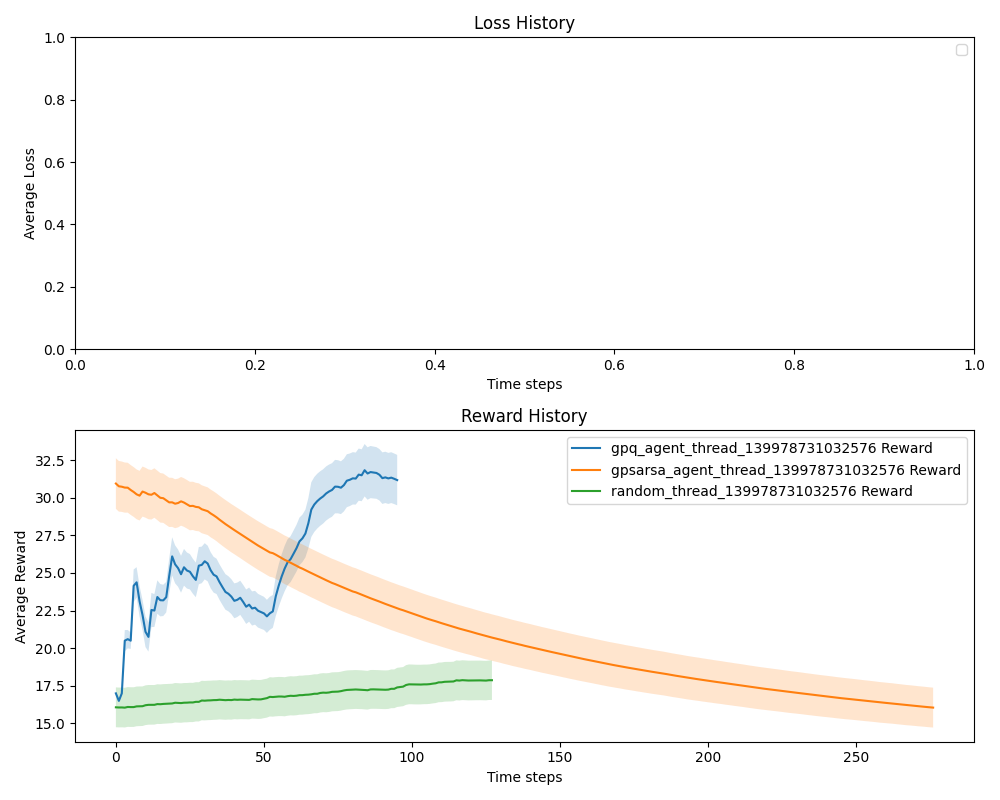 Loss History
1.0
0.8
0.6
0.4
0.2
0.0
Average Loss
0.0 0.2 0.4 0.6 0.8 1.0
Time steps
Reward History
32.5
30.0
27.5
25.0
22.5
20.0
17.5
15.0
Average Reward
gpq_agent_thread_139978731032576 Reward
gpsarsa_agent_thread_139978731032576 Reward
random_thread_139978731032576 Reward
0 50 100 150 200 250
Time steps